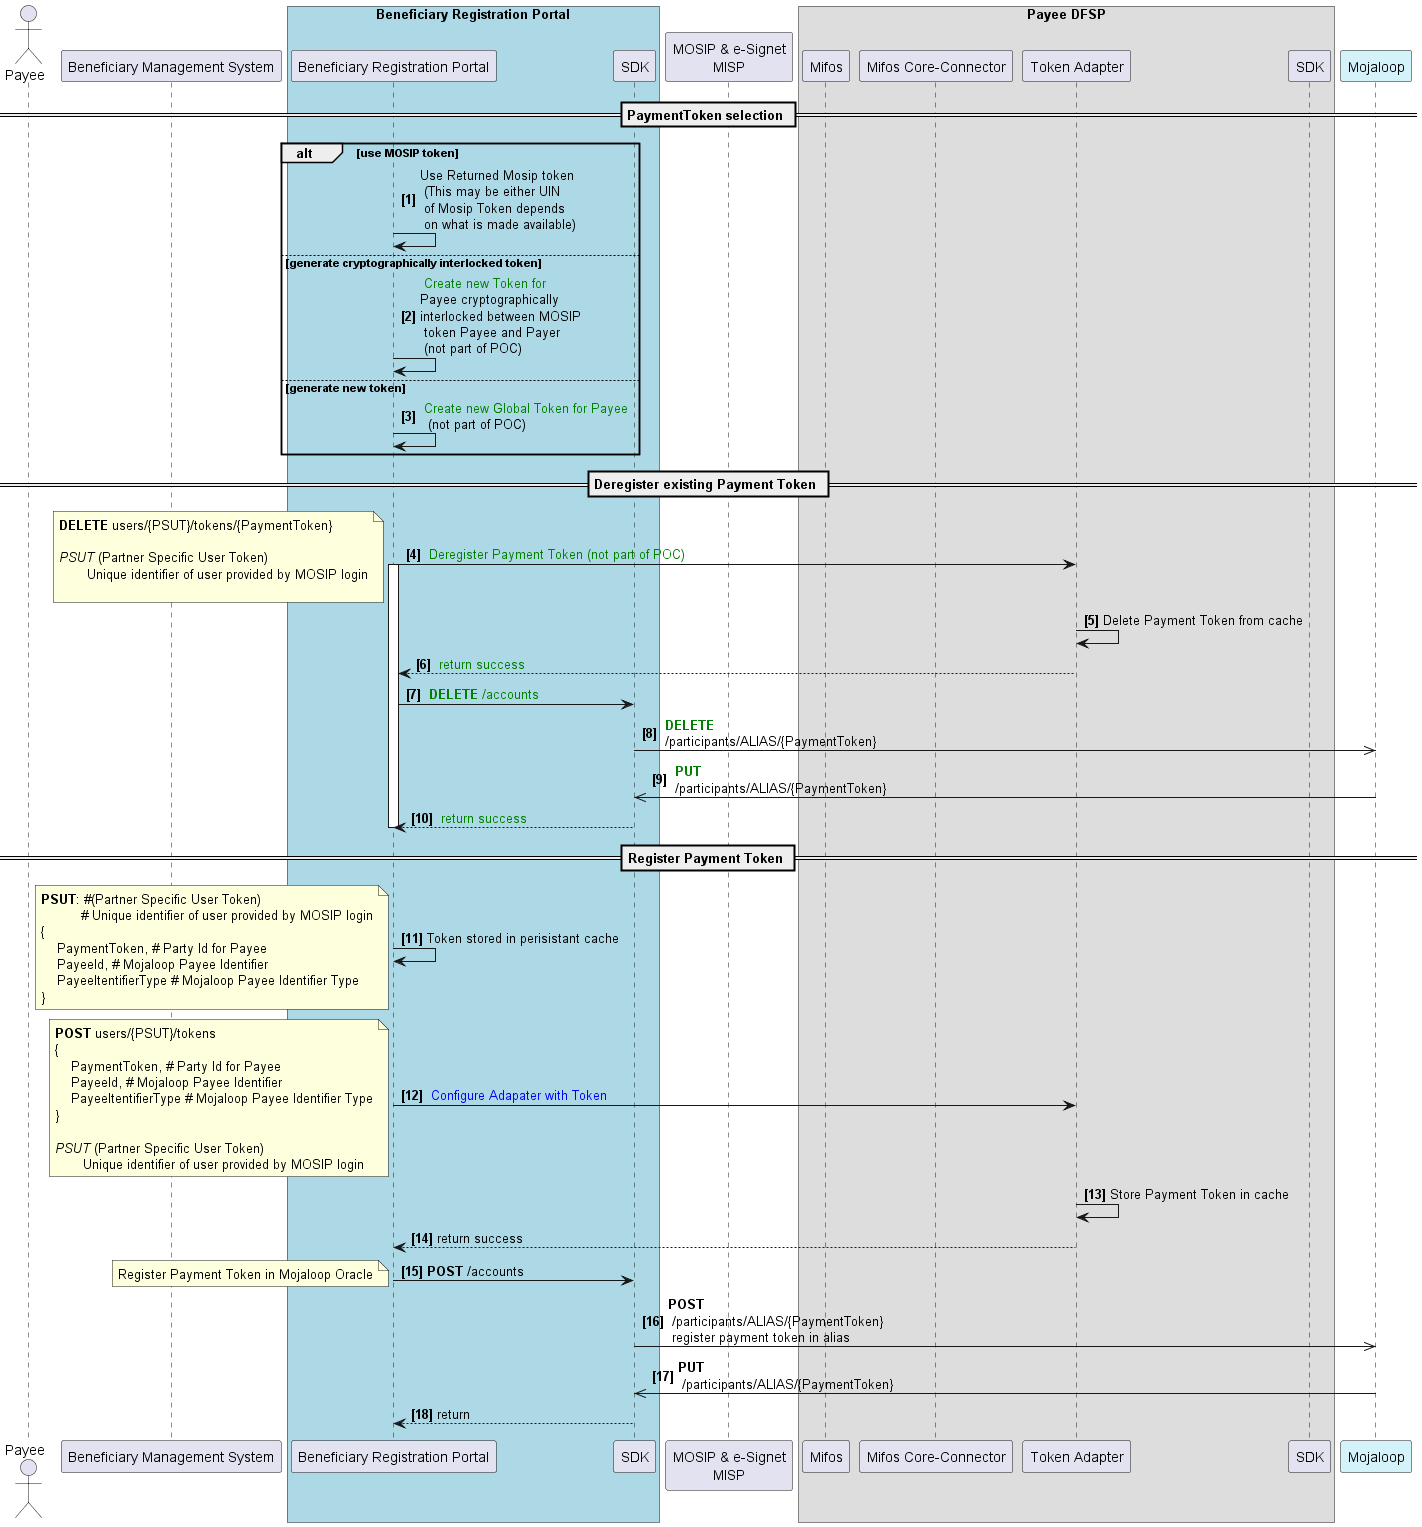 Beneficiary Registration Portal
Payee DFSP
Payee
Beneficiary Management System
Beneficiary Registration Portal
SDK
MOSIP & e-Signet
MISP
Mifos
Mifos Core-Connector
Token Adapter
SDK
Mojaloop
PaymentToken selection
alt [use MOSIP token]
[1] Use Returned Mosip token
(This may be either UIN
of Mosip Token depends
on what is made available)
[generate cryptographically interlocked token]
[2] Create new Token for
Payee cryptographically
interlocked between MOSIP
token Payee and Payer
(not part of POC)
[generate new token]
[3] Create new Global Token for Payee
(not part of POC)
Deregister existing Payment Token
DELETE users/{PSUT}/tokens/{PaymentToken}
PSUT (Partner Specific User Token)
Unique identifier of user provided by MOSIP login
[4] Deregister Payment Token (not part of POC)
[5] Delete Payment Token from cache
[6] return success
[7] DELETE /accounts
[8] DELETE
/participants/ALIAS/{PaymentToken}
[9] PUT
/participants/ALIAS/{PaymentToken}
[10] return success
Register Payment Token
PSUT: #(Partner Specific User Token)
# Unique identifier of user provided by MOSIP login
{
PaymentToken, # Party Id for Payee
PayeeId, # Mojaloop Payee Identifier
PayeeItentifierType # Mojaloop Payee Identifier Type
}
[11] Token stored in perisistant cache
POST users/{PSUT}/tokens
{
PaymentToken, # Party Id for Payee
PayeeId, # Mojaloop Payee Identifier
PayeeItentifierType # Mojaloop Payee Identifier Type
}
PSUT (Partner Specific User Token)
Unique identifier of user provided by MOSIP login
[12] Configure Adapater with Token
[13] Store Payment Token in cache
[14] return success
Register Payment Token in Mojaloop Oracle
[15] POST /accounts
[16] POST
/participants/ALIAS/{PaymentToken}
register payment token in alias
[17] PUT
/participants/ALIAS/{PaymentToken}
[18] return
Payee
Beneficiary Management System
Beneficiary Registration Portal
SDK
MOSIP & e-Signet
MISP
Mifos
Mifos Core-Connector
Token Adapter
SDK
Mojaloop